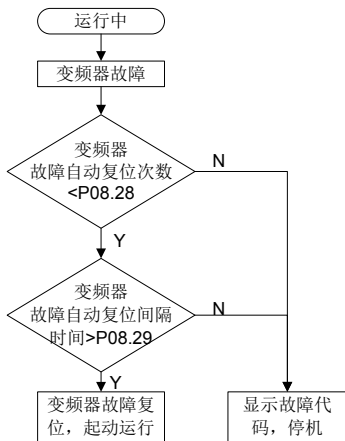 运行中
变频器故障
变频器
故障自动复位次数
<P08.28
N
Y
变频器
故障自动复位间隔
时间>P08.29
N
Y
变频器故障复
位，起动运行
显示故障代
码，停机